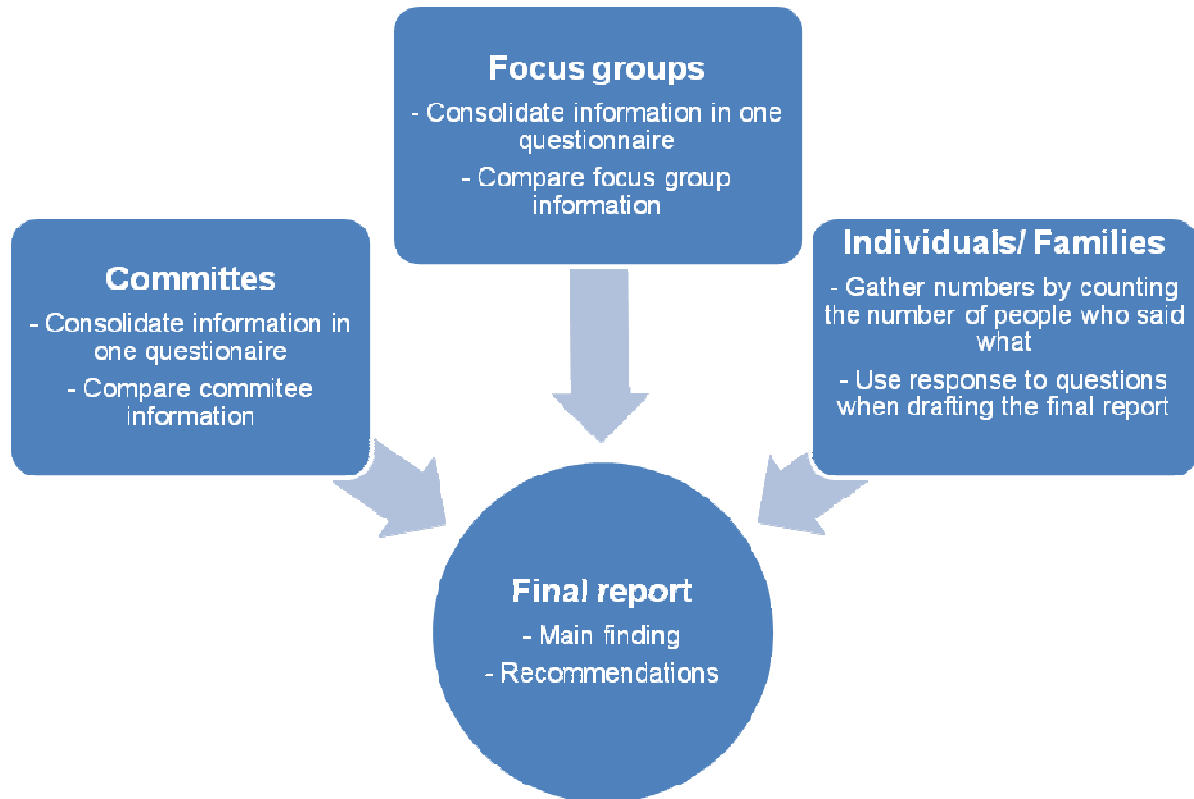 Focus groups
- Consolidate information in one
questionnaire
- Compare focus group
information
Committes
- Consolidate information in
one questionaire
- Compare commitee
information
Individuals/ Families
- Gather numbers by counting
the number of people who said
what
- Use response to questions
when drafting the final report
Final report
- Main finding
- Recommendations